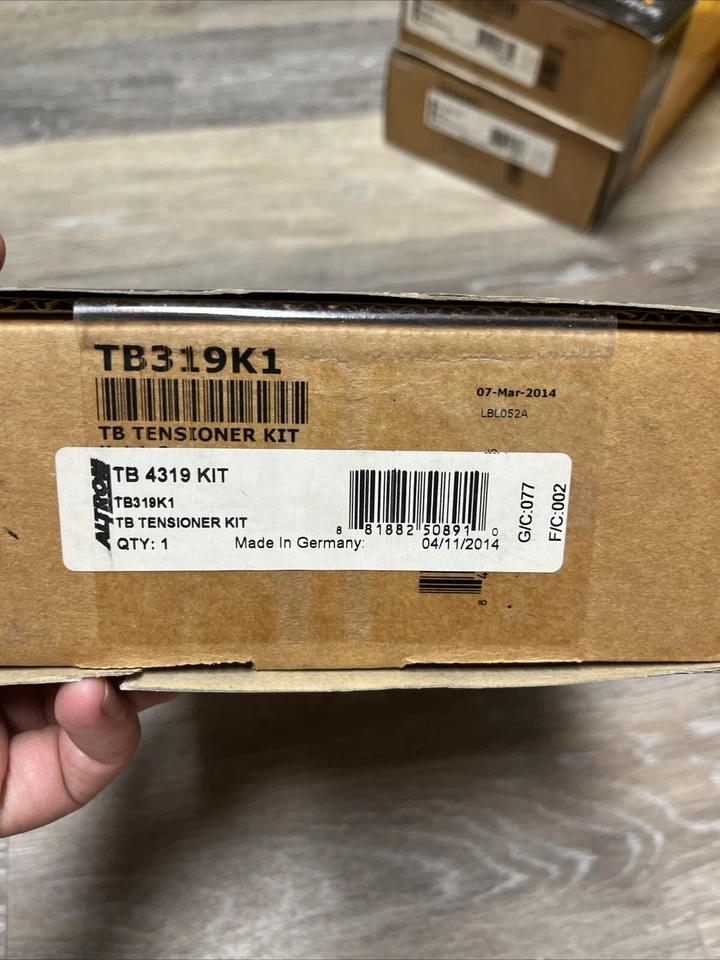 TB319K1
TB TENSIONER KIT
07-Mar-2014
LBL052A
ALTROM
TB 4319 KIT
TB319K1
TB TENSIONER KIT
QTY: 1
Made In Germany:
8 81882 50891 0
04/11/2014
G/C:077
F/C:002